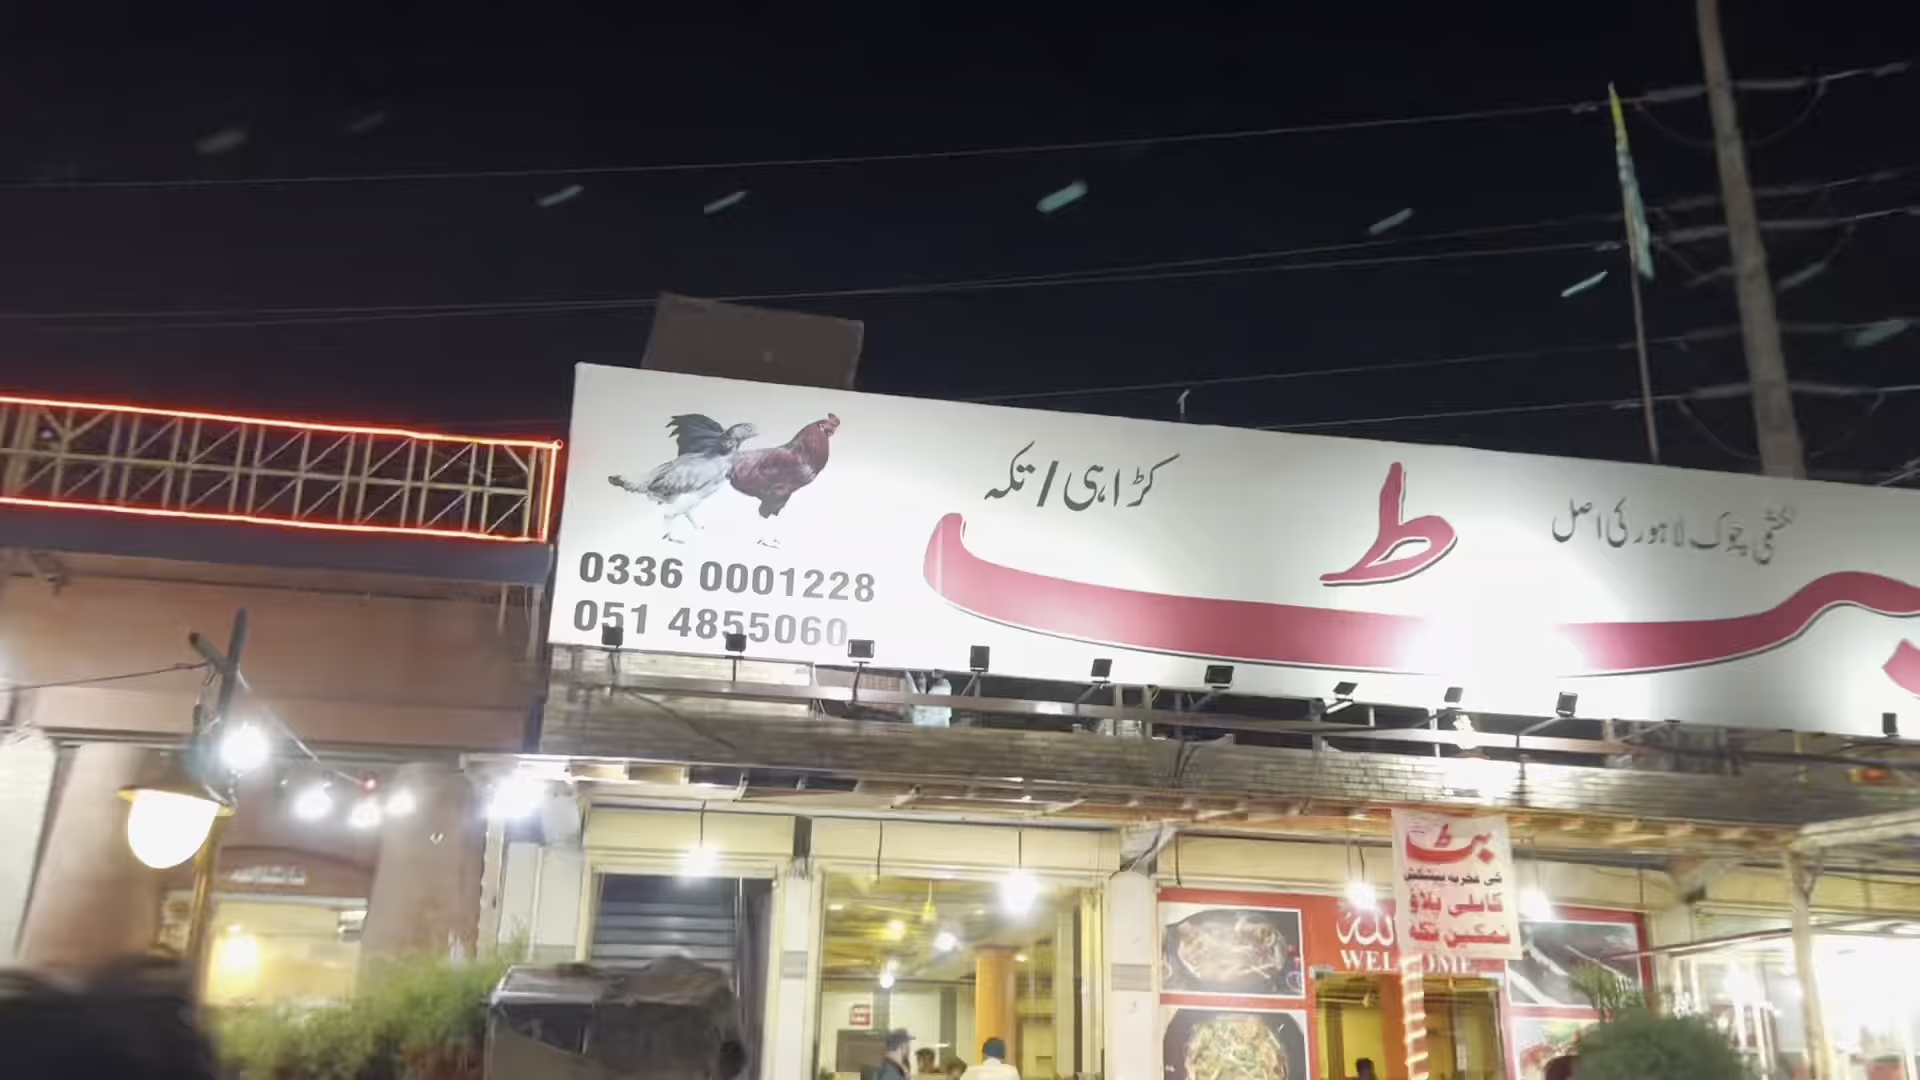 کڑاہی/تکہ
بٹ
لکشمی چوک لاہور کی اصل
0336 0001228
051 4855060
بٹ
کابلی پلاؤ
نمکین تکہ
WELCOME